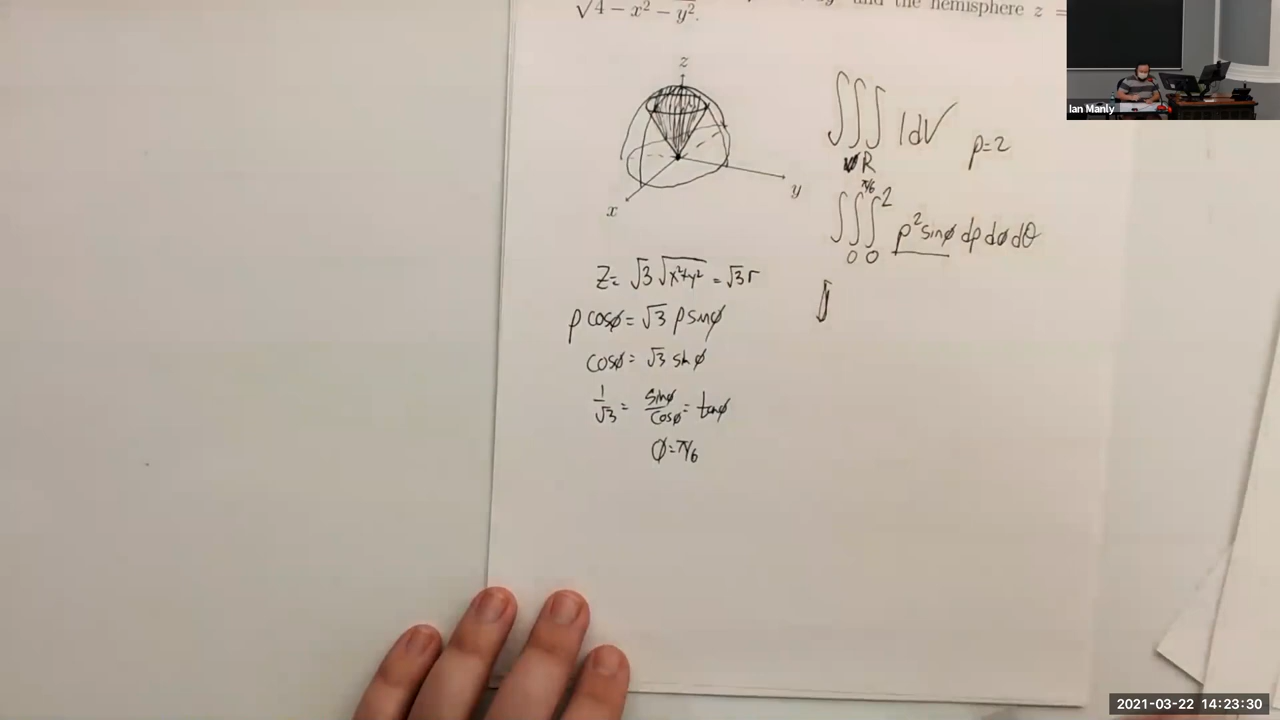 √4 − x² − y².
and the hemisphere z =
z
y
x
∭ 1dV
R
ρ=2
π/6 2
∭ ρ² sinϕ dρ dϕ dθ
0 0
∫
z= √3 √x²+y² = √3 r
ρ cosϕ = √3 ρ sinϕ
cosϕ = √3 sinϕ
1/√3 = sinϕ/cosϕ = tanϕ
ϕ = π/6
Ian Manly
2021-03-22 14:23:30